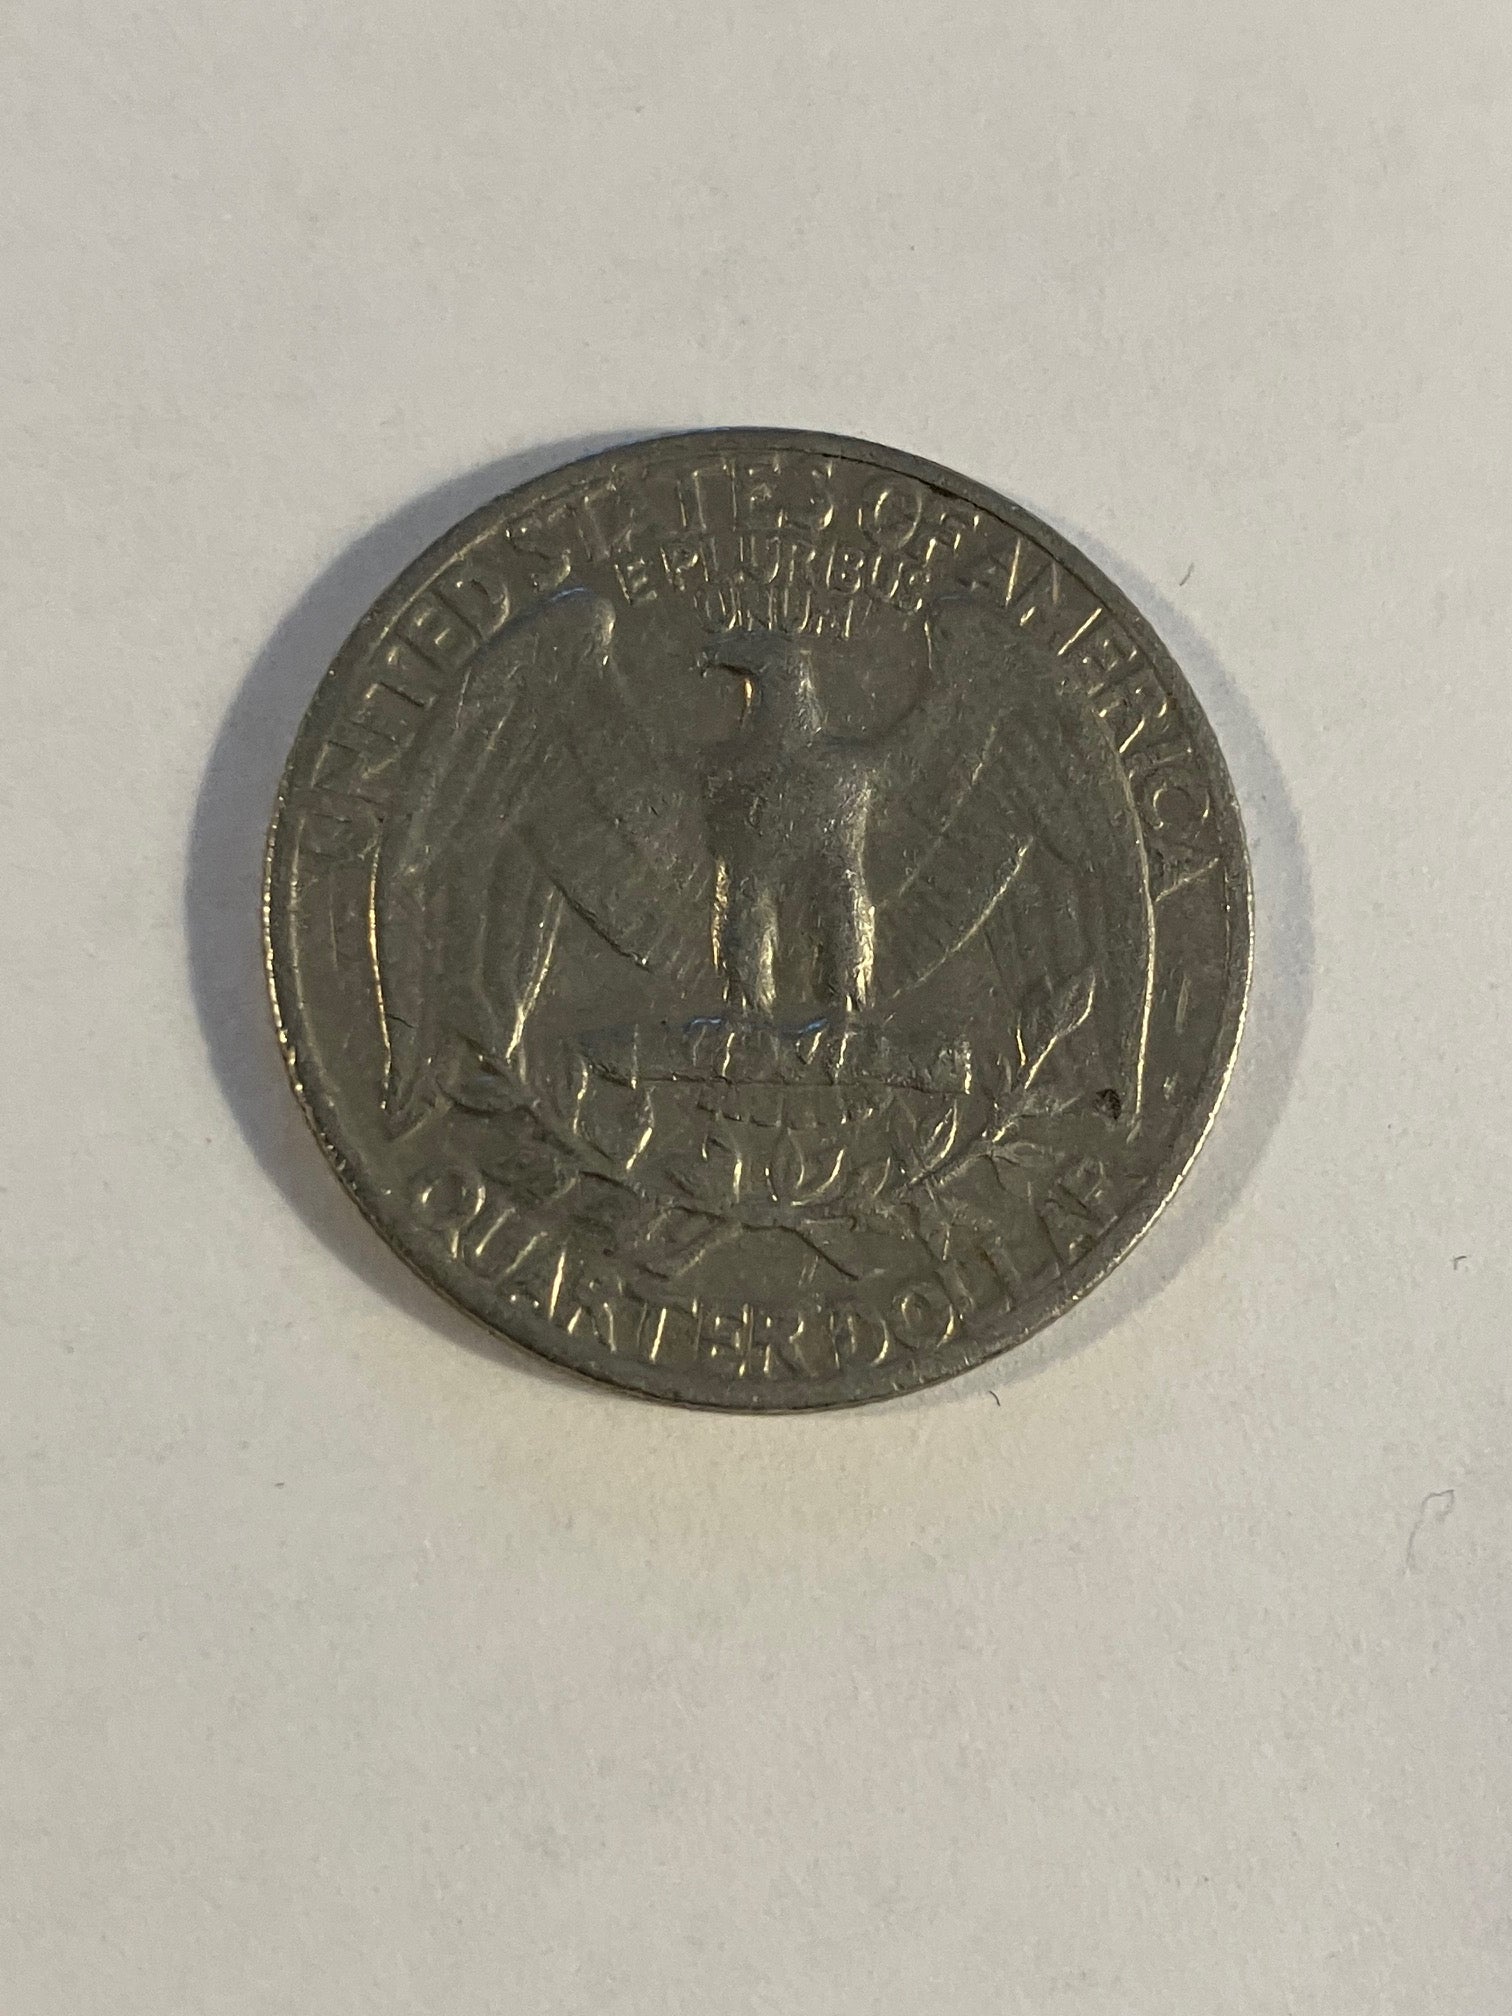 UNITED STATES OF AMERICA
E PLURIBUS
UNUM
QUARTER DOLLAR